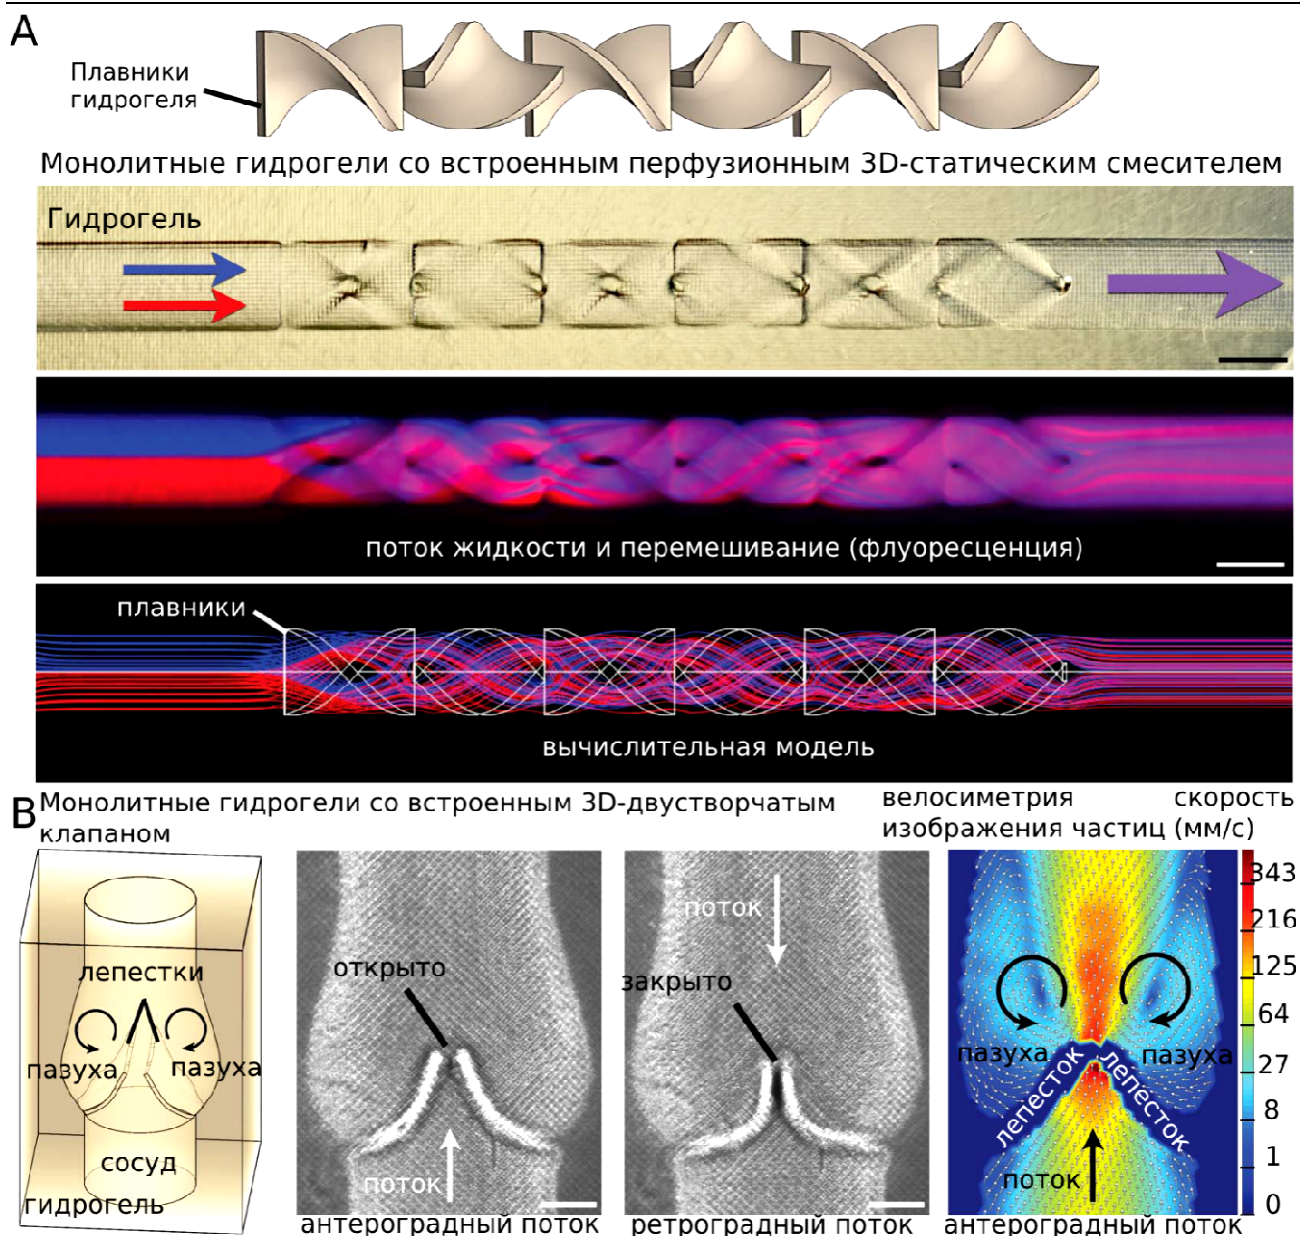 A
Плавники
гидрогеля
Монолитные гидрогели со встроенным перфузионным 3D-статическим смесителем
Гидрогель
поток жидкости и перемешивание (флуоресценция)
плавники
вычислительная модель
B
Монолитные гидрогели со встроенным 3D-двустворчатым
клапаном
велосиметрия скорость
изображения частиц (мм/с)
лепестки
пазуха
пазуха
сосуд
гидрогель
открыто
поток
антероградный поток
поток
закрыто
ретроградный поток
пазуха
пазуха
лепесток
лепесток
поток
антероградный поток
343
216
125
64
27
8
1
0